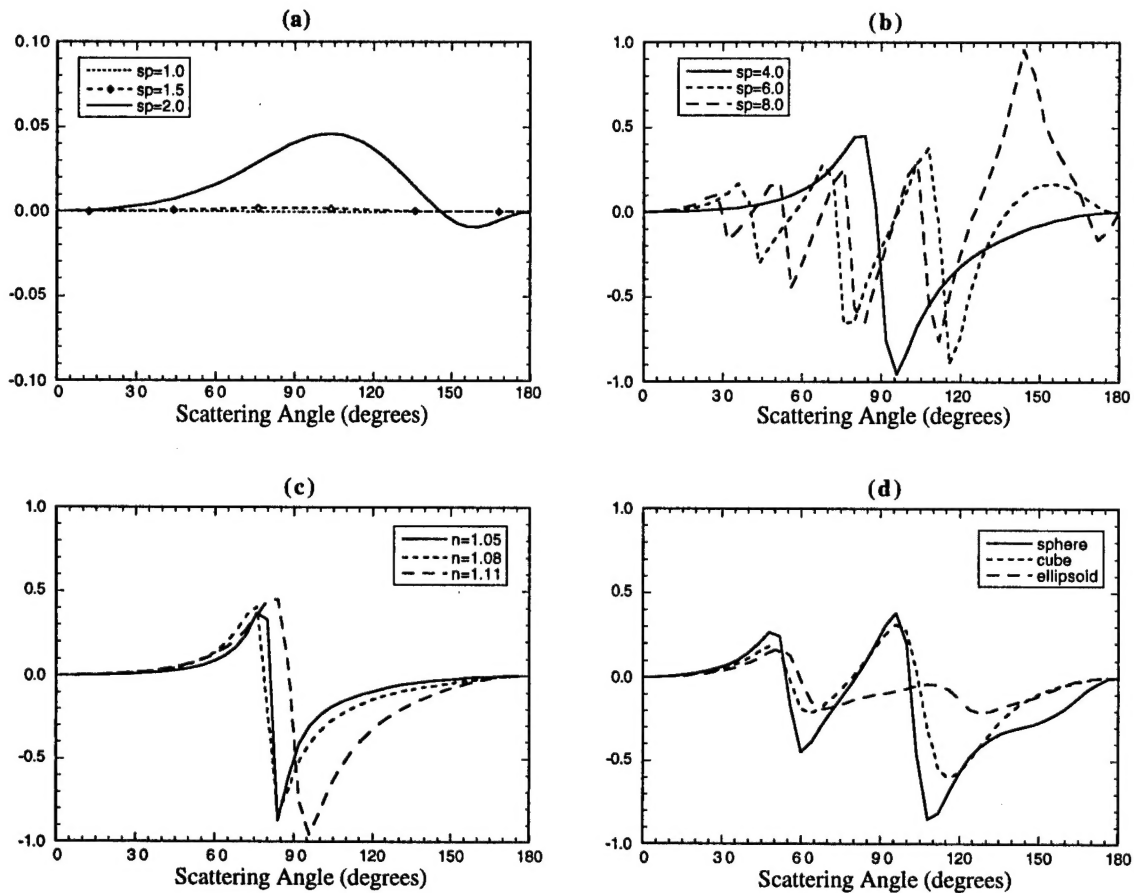 (a)
0.10
0.05
0.00
-0.05
-0.10
sp=1.0
sp=1.5
sp=2.0
0 30 60 90 120 150 180
Scattering Angle (degrees)
(b)
1.0
0.5
0.0
-0.5
-1.0
sp=4.0
sp=6.0
sp=8.0
0 30 60 90 120 150 180
Scattering Angle (degrees)
(c)
1.0
0.5
0.0
-0.5
-1.0
n=1.05
n=1.08
n=1.11
0 30 60 90 120 150 180
Scattering Angle (degrees)
(d)
1.0
0.5
0.0
-0.5
-1.0
sphere
cube
ellipsoid
0 30 60 90 120 150 180
Scattering Angle (degrees)